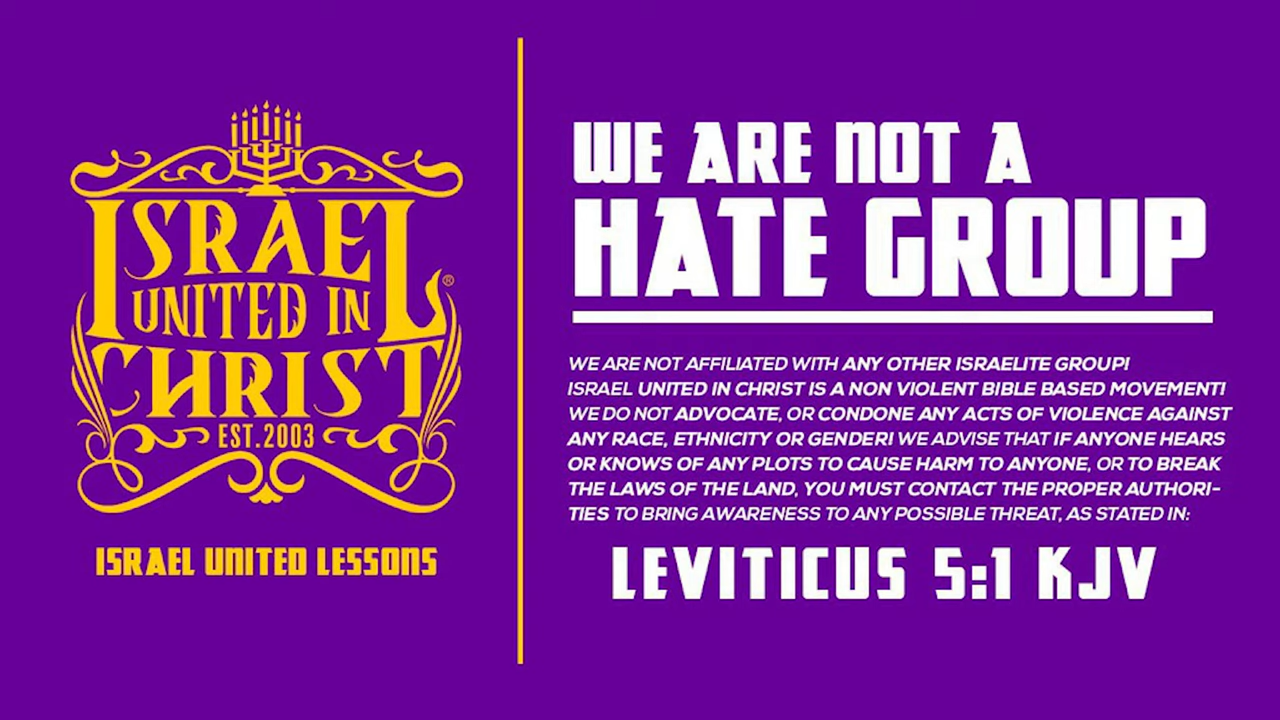 ISRAEL
UNITED IN
CHRIST
EST.2003
ISRAEL UNITED LESSONS
WE ARE NOT A
HATE GROUP
WE ARE NOT AFFILIATED WITH ANY OTHER ISRAELITE GROUP!
ISRAEL UNITED IN CHRIST IS A NON VIOLENT BIBLE BASED MOVEMENT!
WE DO NOT ADVOCATE, OR CONDONE ANY ACTS OF VIOLENCE AGAINST
ANY RACE, ETHNICITY OR GENDER! WE ADVISE THAT IF ANYONE HEARS
OR KNOWS OF ANY PLOTS TO CAUSE HARM TO ANYONE, OR TO BREAK
THE LAWS OF THE LAND, YOU MUST CONTACT THE PROPER AUTHORI-
TIES TO BRING AWARENESS TO ANY POSSIBLE THREAT, AS STATED IN:
LEVITICUS 5:1 KJV